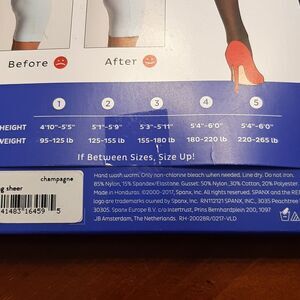 Before After
1 2 3 4 5
HEIGHT 4'10"-5'5" 5'1"-5'9" 5'3"-5'11" 5'4"-6'0" 5'4"-6'0"
WEIGHT 95-125 lb 125-155 lb 155-180 lb 180-220 lb 220-265 lb
If Between Sizes, Size Up!
champagne
g sheer
41483 16459 5
Hand wash warm. Only non-chlorine bleach when needed. Line dry. Do not iron.
85% Nylon, 15% Spandex/Elastane, Gusset: 50% Nylon, 30% Cotton, 20% Polyester.
Made in Honduras. ©2000-2017, Spanx, Inc. All rights reserved. SPANX and the RED
logo are owned by Spanx, Inc. RN112121 SPANX, INC., 3035 Peachtree
Spanx Europe B.V. c/o Intertrust, Prins Bernhardplein 200, 1097
JB Amsterdam, The Netherlands. RH-20028R/0217-VLD